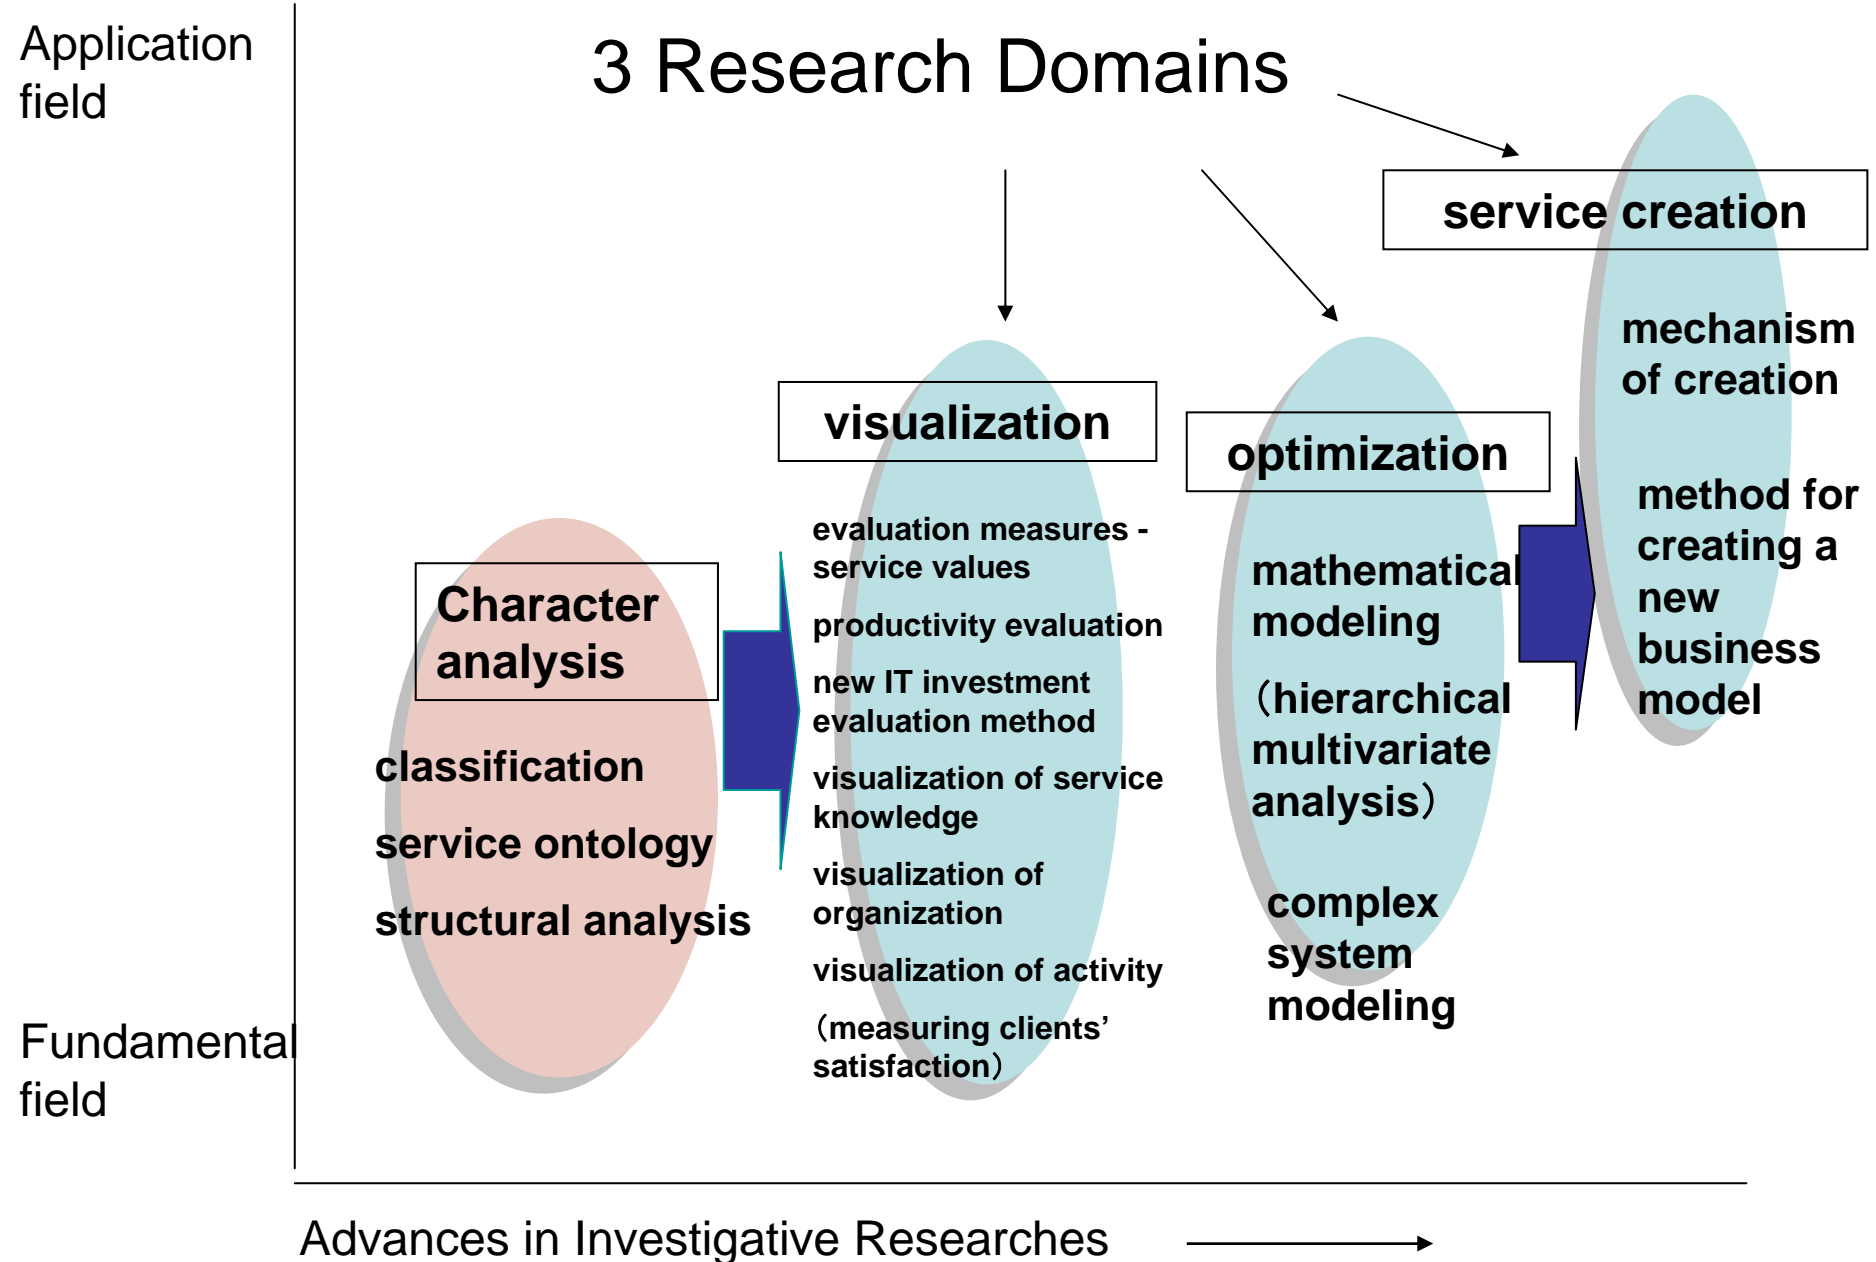 Application
field
3 Research Domains
service creation
mechanism
of creation
method for
creating a
new
business
model
visualization
evaluation measures -
service values
productivity evaluation
new IT investment
evaluation method
visualization of service
knowledge
visualization of
organization
visualization of activity
（measuring clients’
satisfaction）
optimization
mathematical
modeling
（hierarchical
multivariate
analysis）
complex
system
modeling
Character
analysis
classification
service ontology
structural analysis
Fundamental
field
Advances in Investigative Researches